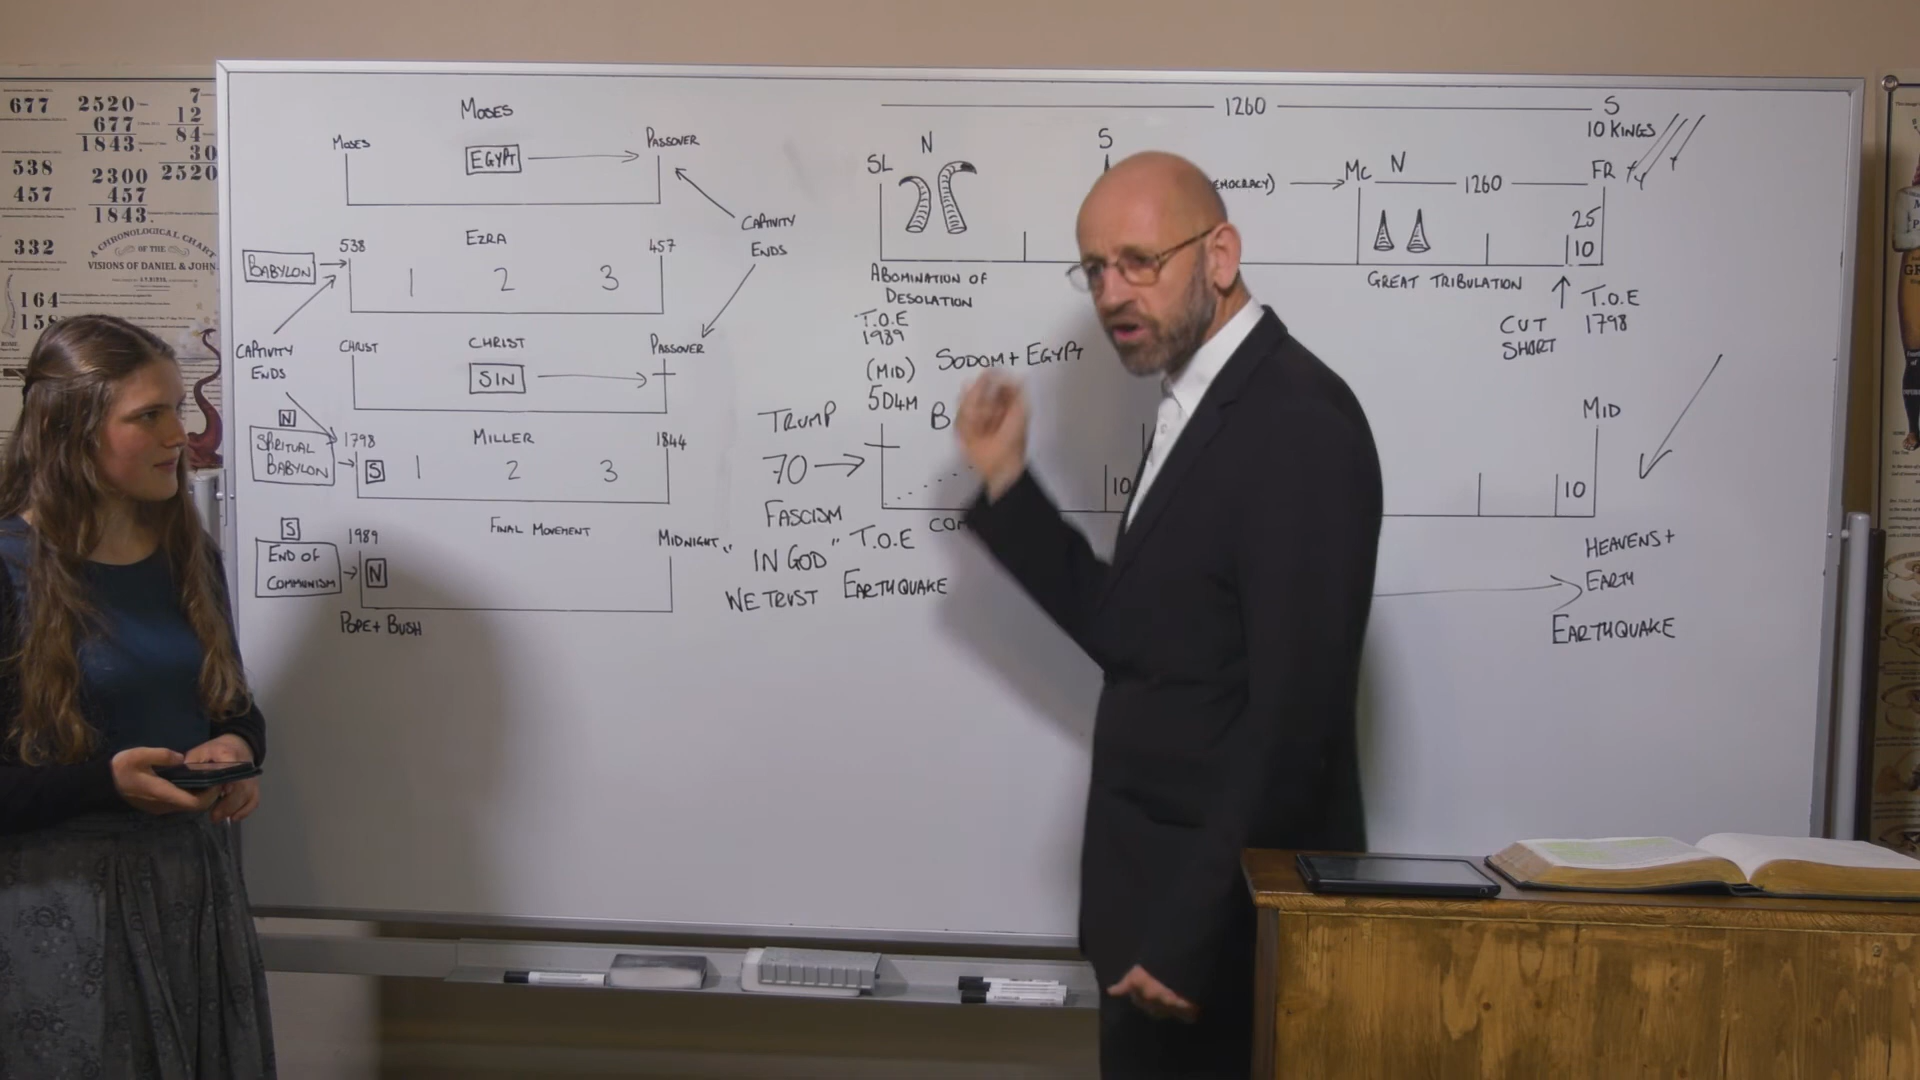 677
2520
677
1843.
7
12
84
30
2520
538
457
2300
457
1843.
332
A CHRONOLOGICAL CHART
OF THE
VISIONS OF DANIEL & JOHN
164
158
MOSES
MOSES
EGYPT
PASSOVER
CAPTIVITY
ENDS
BABYLON
538
EZRA
457
1 2 3
CAPTIVITY
ENDS
CHRIST
CHRIST
PASSOVER
SIN
N
SPIRITUAL
BABYLON
1798
MILLER
1844
S 1 2 3
S
END OF
COMMUNISM
1989
FINAL MOVEMENT
MIDNIGHT
N
POPE + BUSH
1260
S
10 KINGS
SL
N
S
EMOCRACY)
MC
N
1260
FR
25
10
ABOMINATION OF
DESOLATION
GREAT TRIBULATION
CUT
SHORT
T.O.E
1798
T.O.E
1989
(MID)
SODOM + EGYPT
5D4M
TRUMP
B
70
10
FASCISM
COM
"IN GOD"
WE TRUST
T.O.E
EARTHQUAKE
MID
10
HEAVENS +
EARTH
EARTHQUAKE